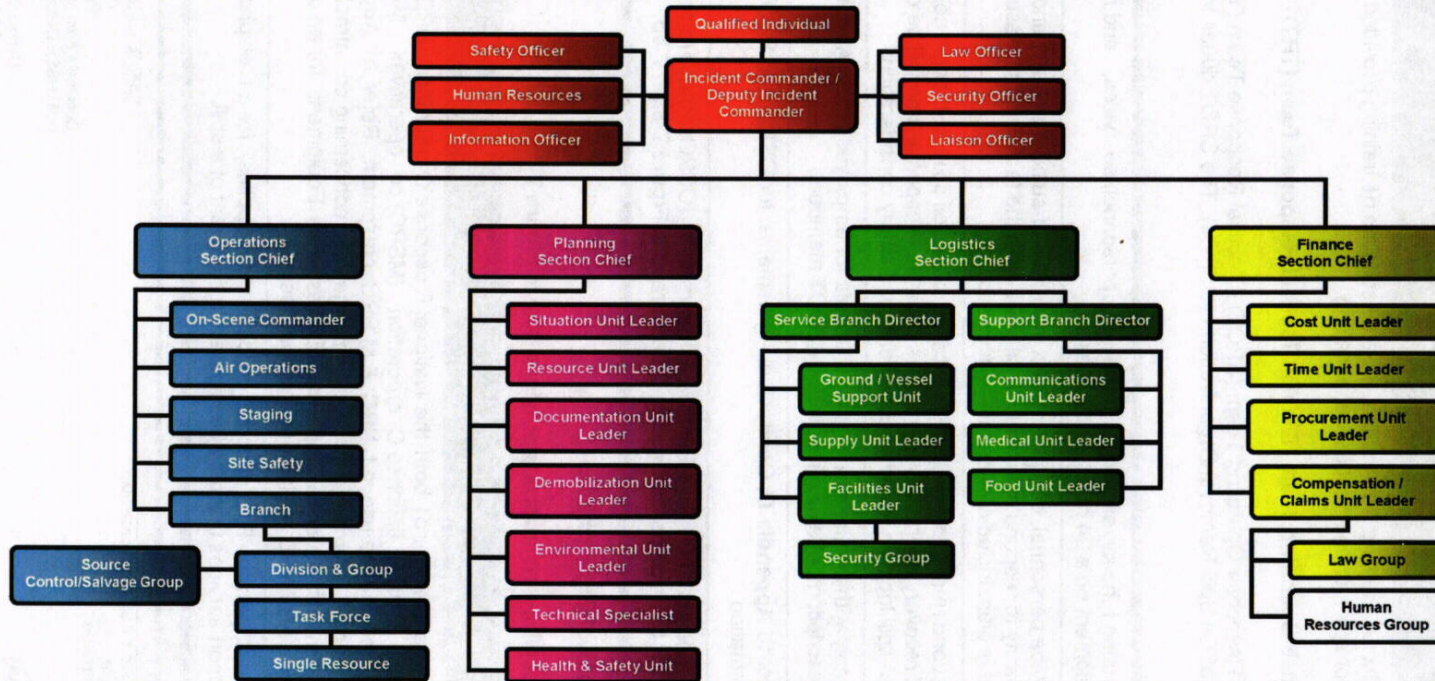 Qualified Individual
Safety Officer
Human Resources
Information Officer
Incident Commander /
Deputy Incident
Commander
Law Officer
Security Officer
Liaison Officer
Operations
Section Chief
On-Scene Commander
Air Operations
Staging
Site Safety
Branch
Source
Control/Salvage Group
Division & Group
Task Force
Single Resource
Planning
Section Chief
Situation Unit Leader
Resource Unit Leader
Documentation Unit
Leader
Demobilization Unit
Leader
Environmental Unit
Leader
Technical Specialist
Health & Safety Unit
Logistics
Section Chief
Service Branch Director
Ground / Vessel
Support Unit
Supply Unit Leader
Facilities Unit
Leader
Security Group
Support Branch Director
Communications
Unit Leader
Medical Unit Leader
Food Unit Leader
Finance
Section Chief
Cost Unit Leader
Time Unit Leader
Procurement Unit
Leader
Compensation /
Claims Unit Leader
Law Group
Human
Resources Group